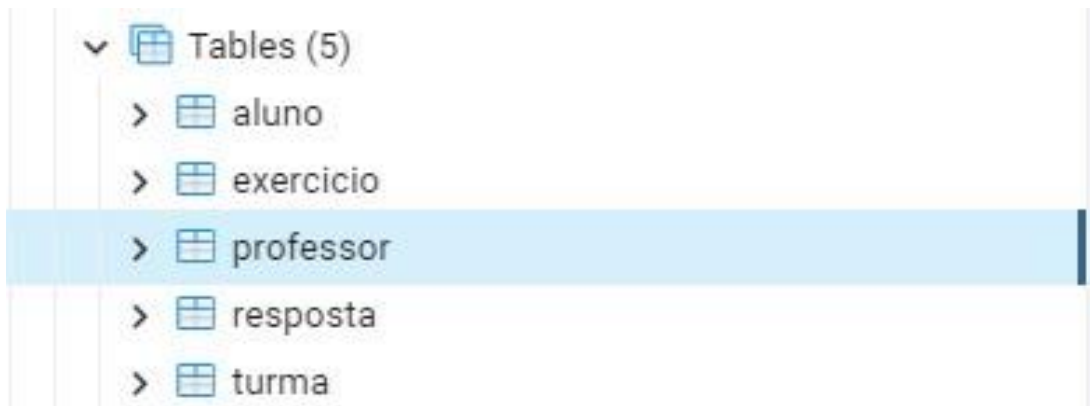 Tables (5)
aluno
exercicio
professor
resposta
turma